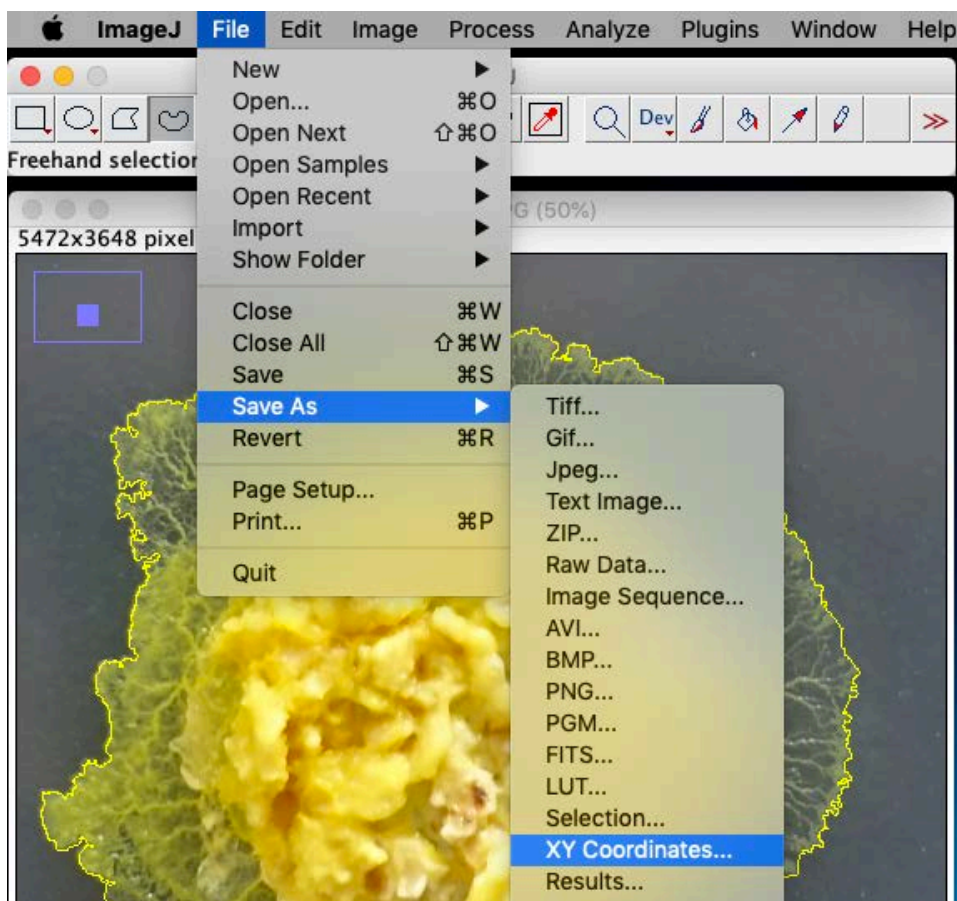 ImageJ File Edit Image Process Analyze Plugins Window Help
New
Open... ⌘O
Open Next ⇧⌘O
Open Samples
Open Recent
Import
Show Folder
Close ⌘W
Close All ⇧⌘W
Save ⌘S
Save As
Revert ⌘R
Page Setup...
Print... ⌘P
Quit
Dev
Freehand selection
(50%)
5472x3648 pixel
Tiff...
Gif...
Jpeg...
Text Image...
ZIP...
Raw Data...
Image Sequence...
AVI...
BMP...
PNG...
PGM...
FITS...
LUT...
Selection...
XY Coordinates...
Results...